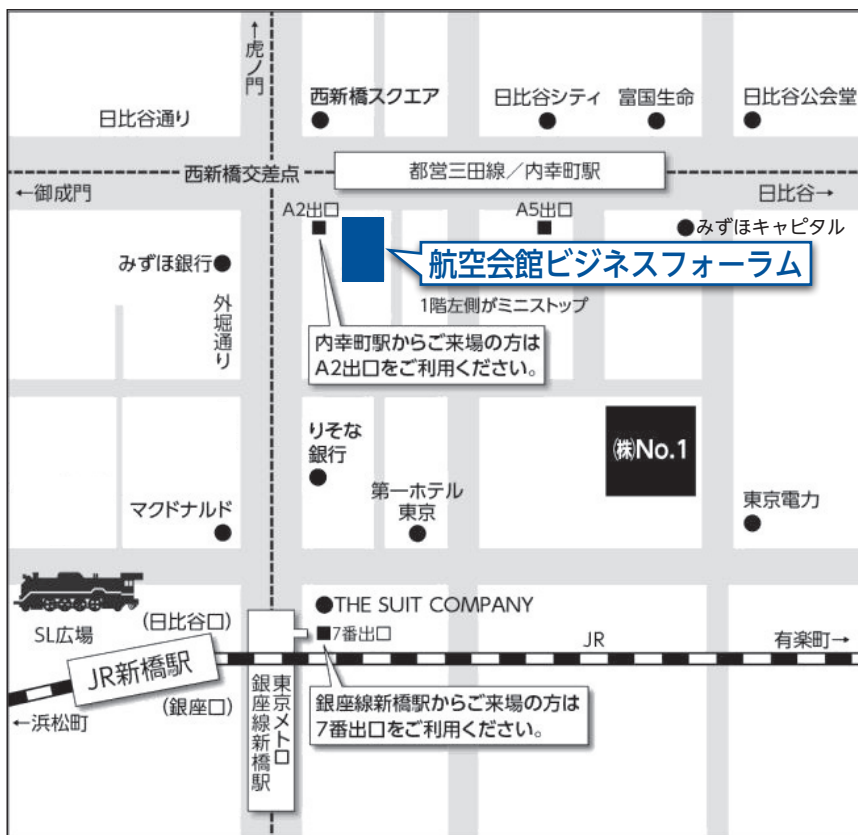 ←虎ノ門
西新橋スクエア
日比谷シティ
富国生命
日比谷公会堂
日比谷通り
西新橋交差点
都営三田線／内幸町駅
←御成門
日比谷→
A2出口
A5出口
みずほキャピタル
みずほ銀行
航空会館ビジネスフォーラム
1階左側がミニストップ
外堀通り
内幸町駅からご来場の方は
A2出口をご利用ください。
りそな
銀行
㈱No.1
第一ホテル
東京
マクドナルド
東京電力
THE SUIT COMPANY
SL広場
（日比谷口）
7番出口
JR
有楽町→
JR新橋駅
（銀座口）
←浜松町
東京メトロ
銀座線新橋駅
銀座線新橋駅からご来場の方は
7番出口をご利用ください。